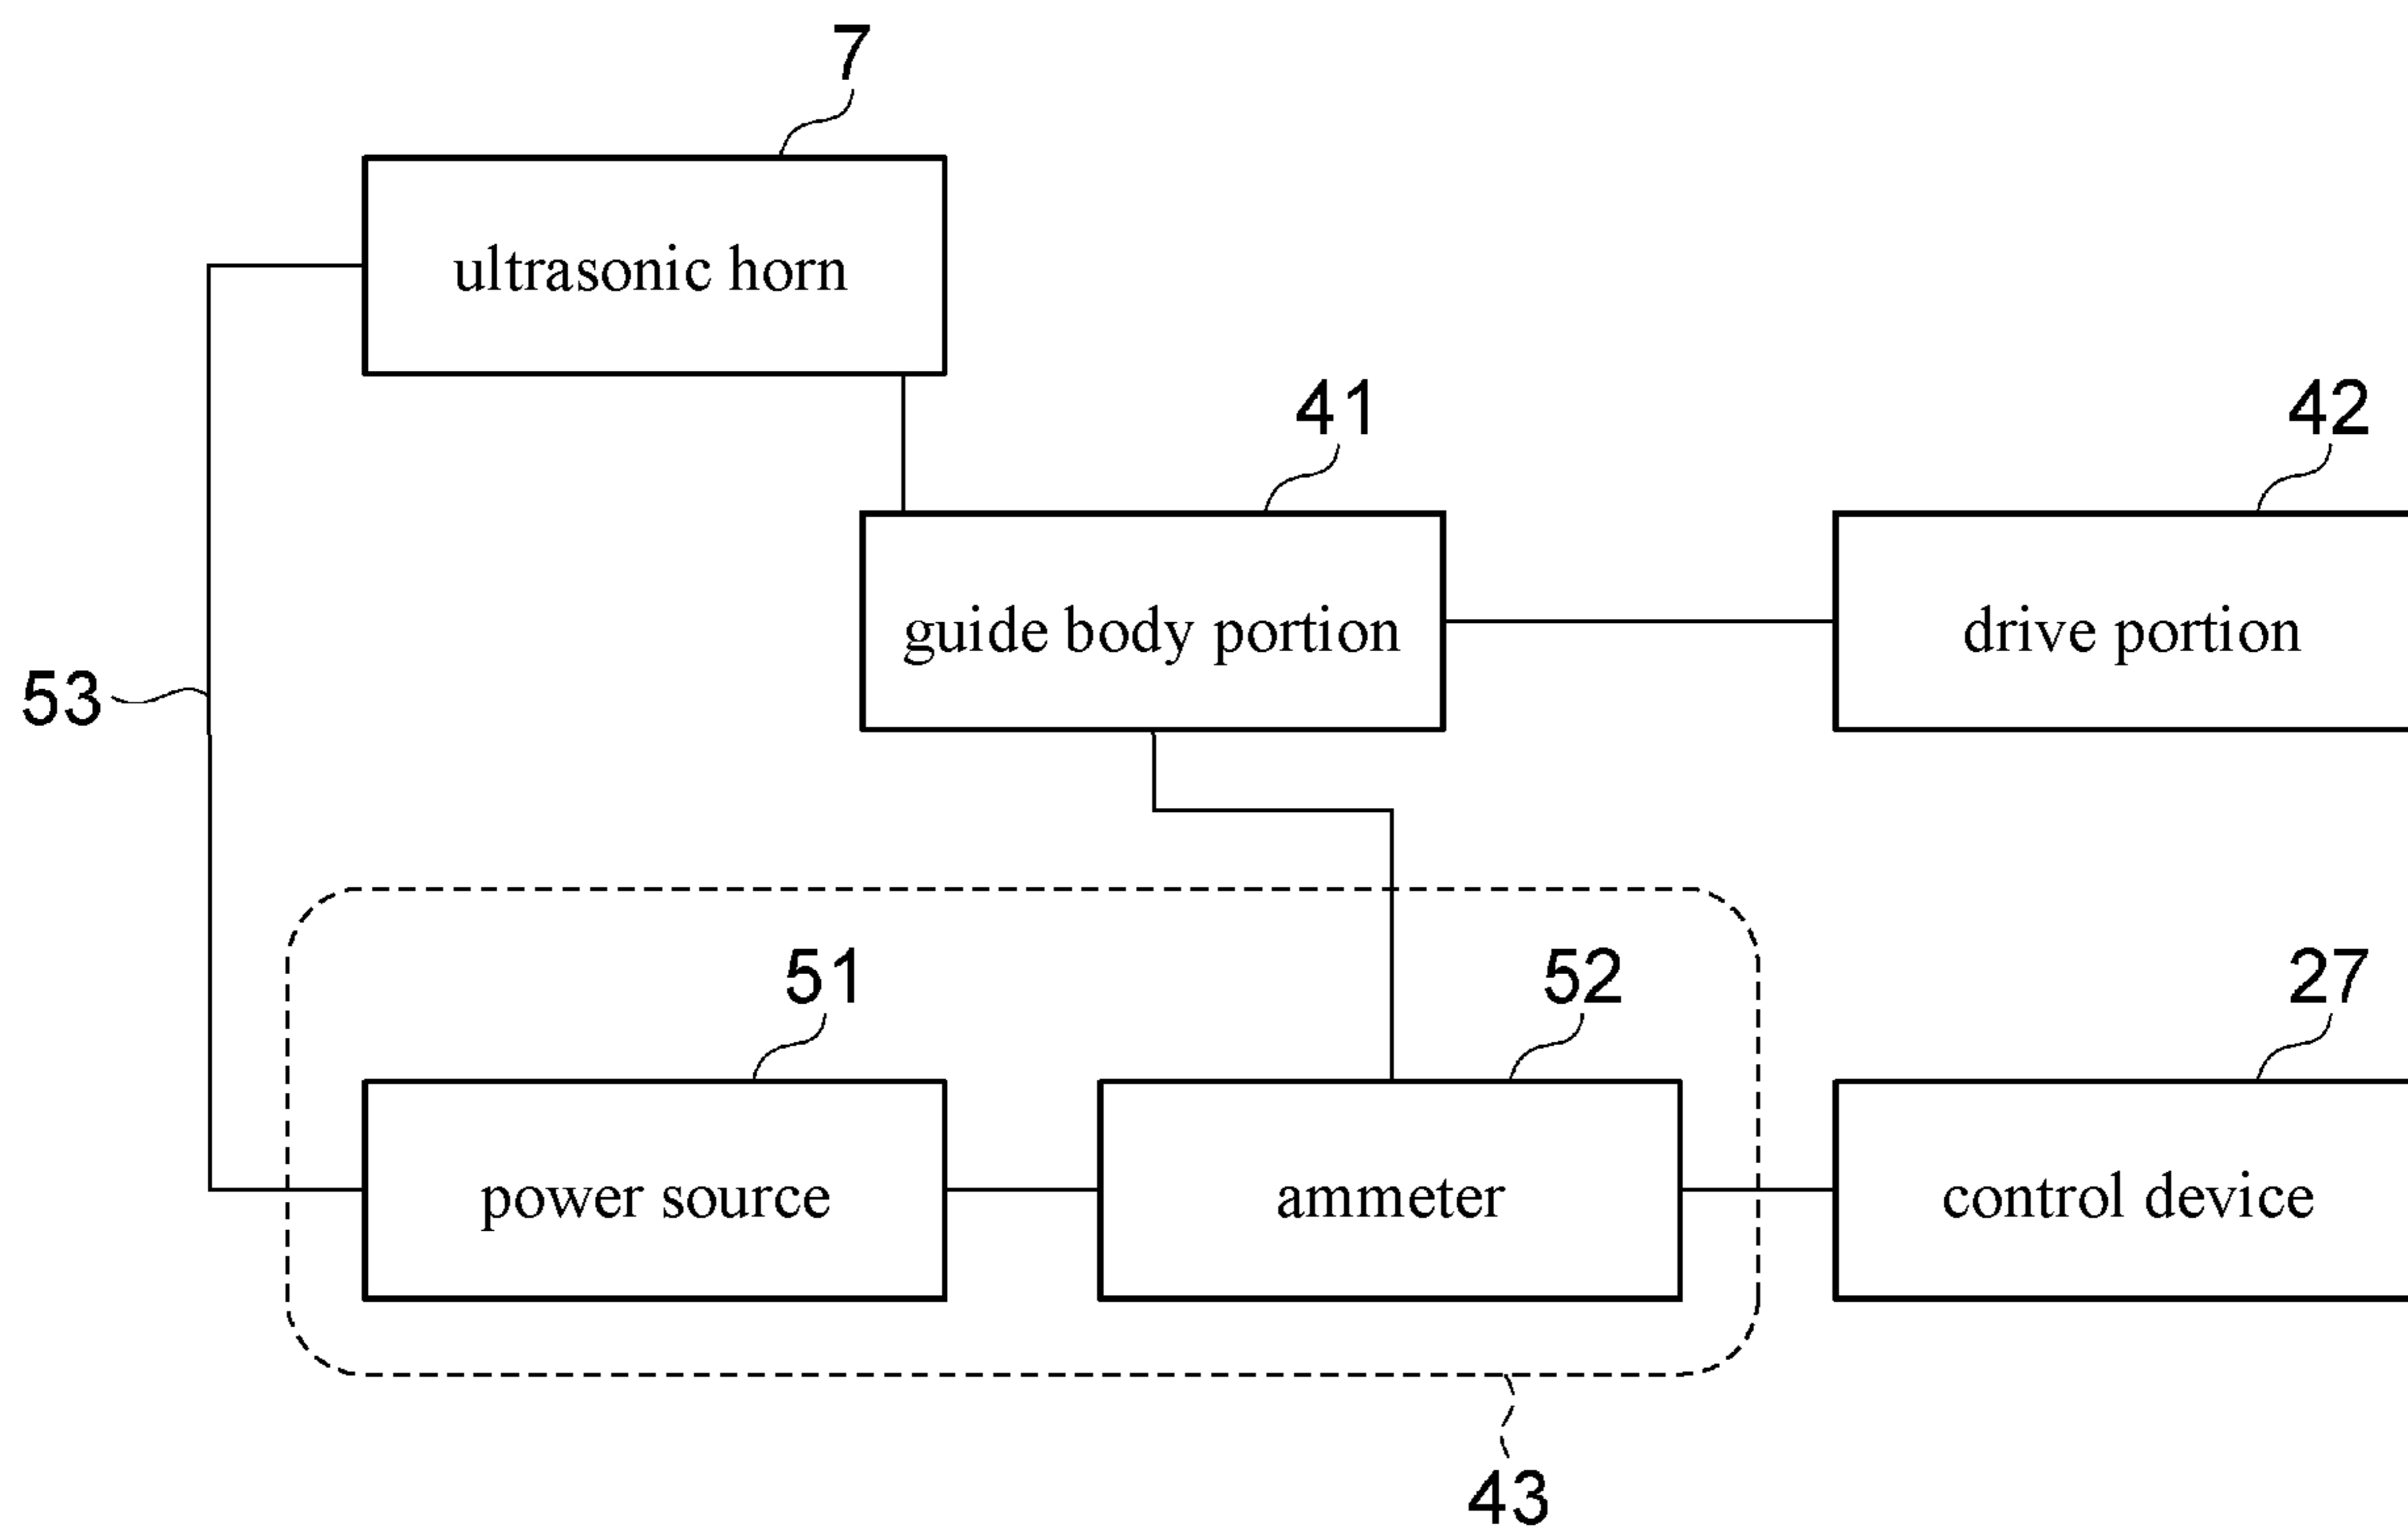 7
ultrasonic horn
41
42
guide body portion
drive portion
53
51
52
27
power source
ammeter
control device
43